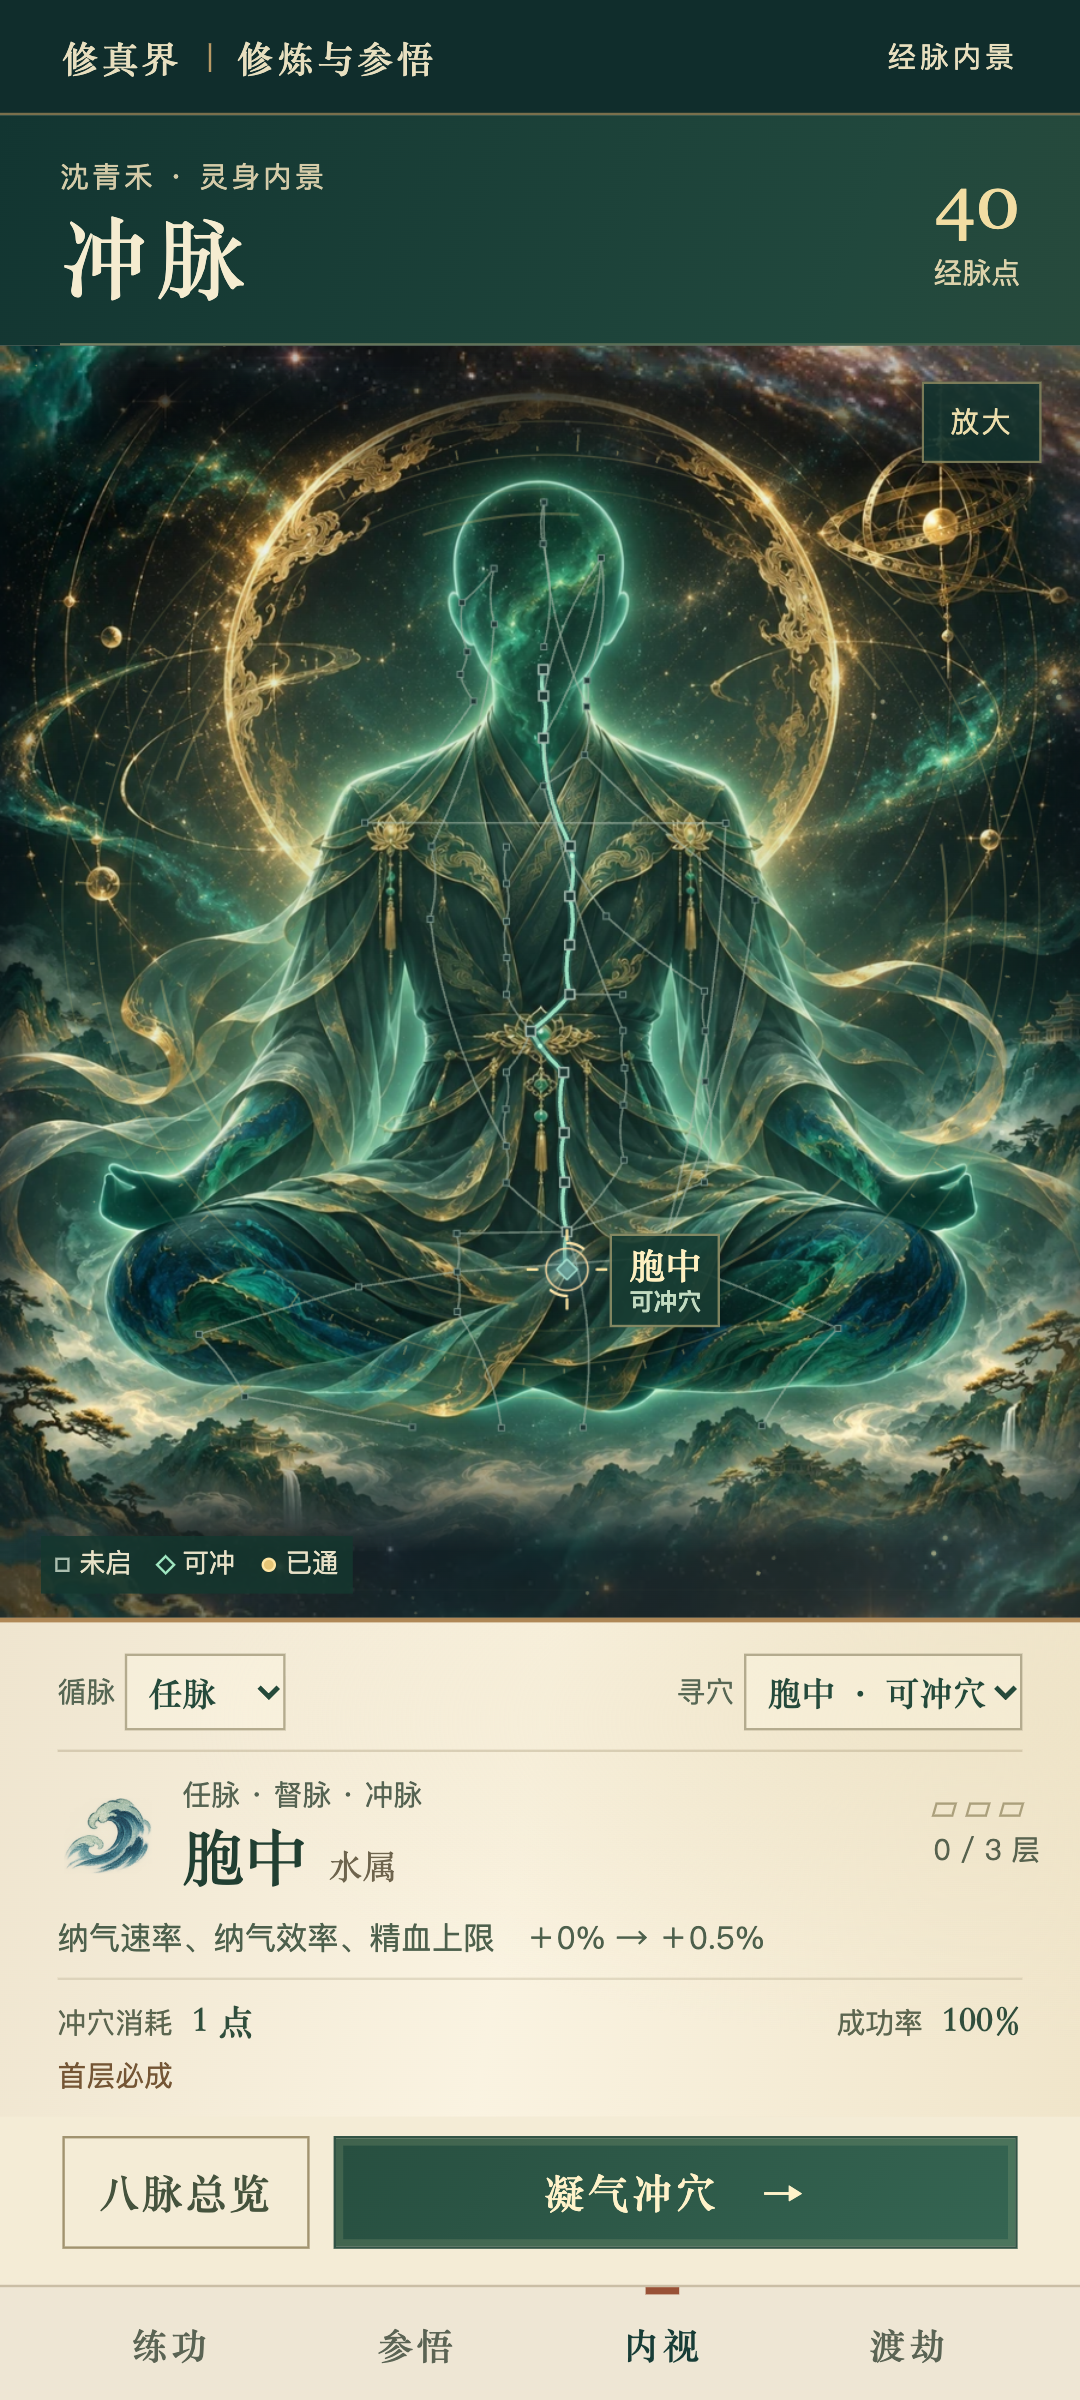 修真界 | 修炼与参悟
经脉内景
沈青禾 · 灵身内景
冲脉
40
经脉点
放大
胞中
可冲穴
未启 可冲 已通
循脉 任脉
寻穴 胞中 · 可冲穴
任脉 · 督脉 · 冲脉
胞中 水属
0 / 3 层
纳气速率、纳气效率、精血上限 +0% → +0.5%
冲穴消耗 1 点
成功率 100%
首层必成
八脉总览
凝气冲穴 →
练功
参悟
内视
渡劫